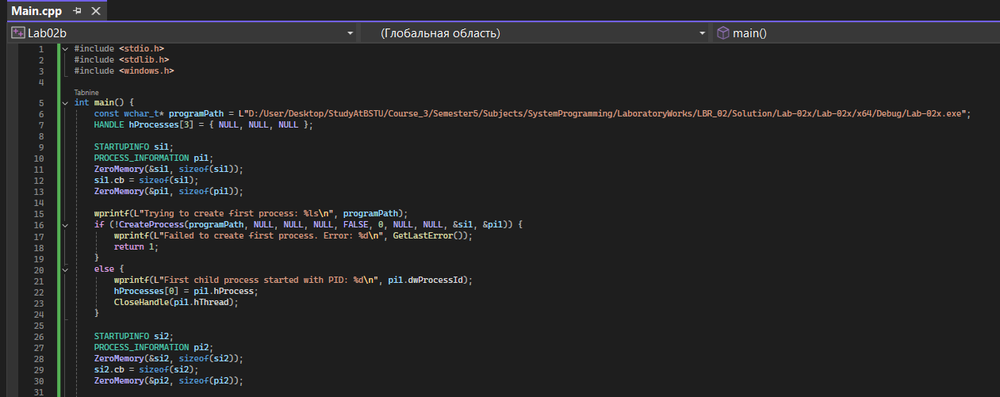 Main.cpp
Lab02b (Глобальная область) main()
1 #include <stdio.h>
2 #include <stdlib.h>
3 #include <windows.h>
4
Tabnine
5 int main() {
6 const wchar_t* programPath = L"D:/User/Desktop/StudyAtBSTU/Course_3/Semester5/Subjects/SystemProgramming/LaboratoryWorks/LBR_02/Solution/Lab-02x/Lab-02x/x64/Debug/Lab-02x.exe";
7 HANDLE hProcesses[3] = { NULL, NULL, NULL };
8
9 STARTUPINFO si1;
10 PROCESS_INFORMATION pi1;
11 ZeroMemory(&si1, sizeof(si1));
12 si1.cb = sizeof(si1);
13 ZeroMemory(&pi1, sizeof(pi1));
14
15 wprintf(L"Trying to create first process: %ls\n", programPath);
16 if (!CreateProcess(programPath, NULL, NULL, NULL, FALSE, 0, NULL, NULL, &si1, &pi1)) {
17 wprintf(L"Failed to create first process. Error: %d\n", GetLastError());
18 return 1;
19 }
20 else {
21 wprintf(L"First child process started with PID: %d\n", pi1.dwProcessId);
22 hProcesses[0] = pi1.hProcess;
23 CloseHandle(pi1.hThread);
24 }
25
26 STARTUPINFO si2;
27 PROCESS_INFORMATION pi2;
28 ZeroMemory(&si2, sizeof(si2));
29 si2.cb = sizeof(si2);
30 ZeroMemory(&pi2, sizeof(pi2));
31